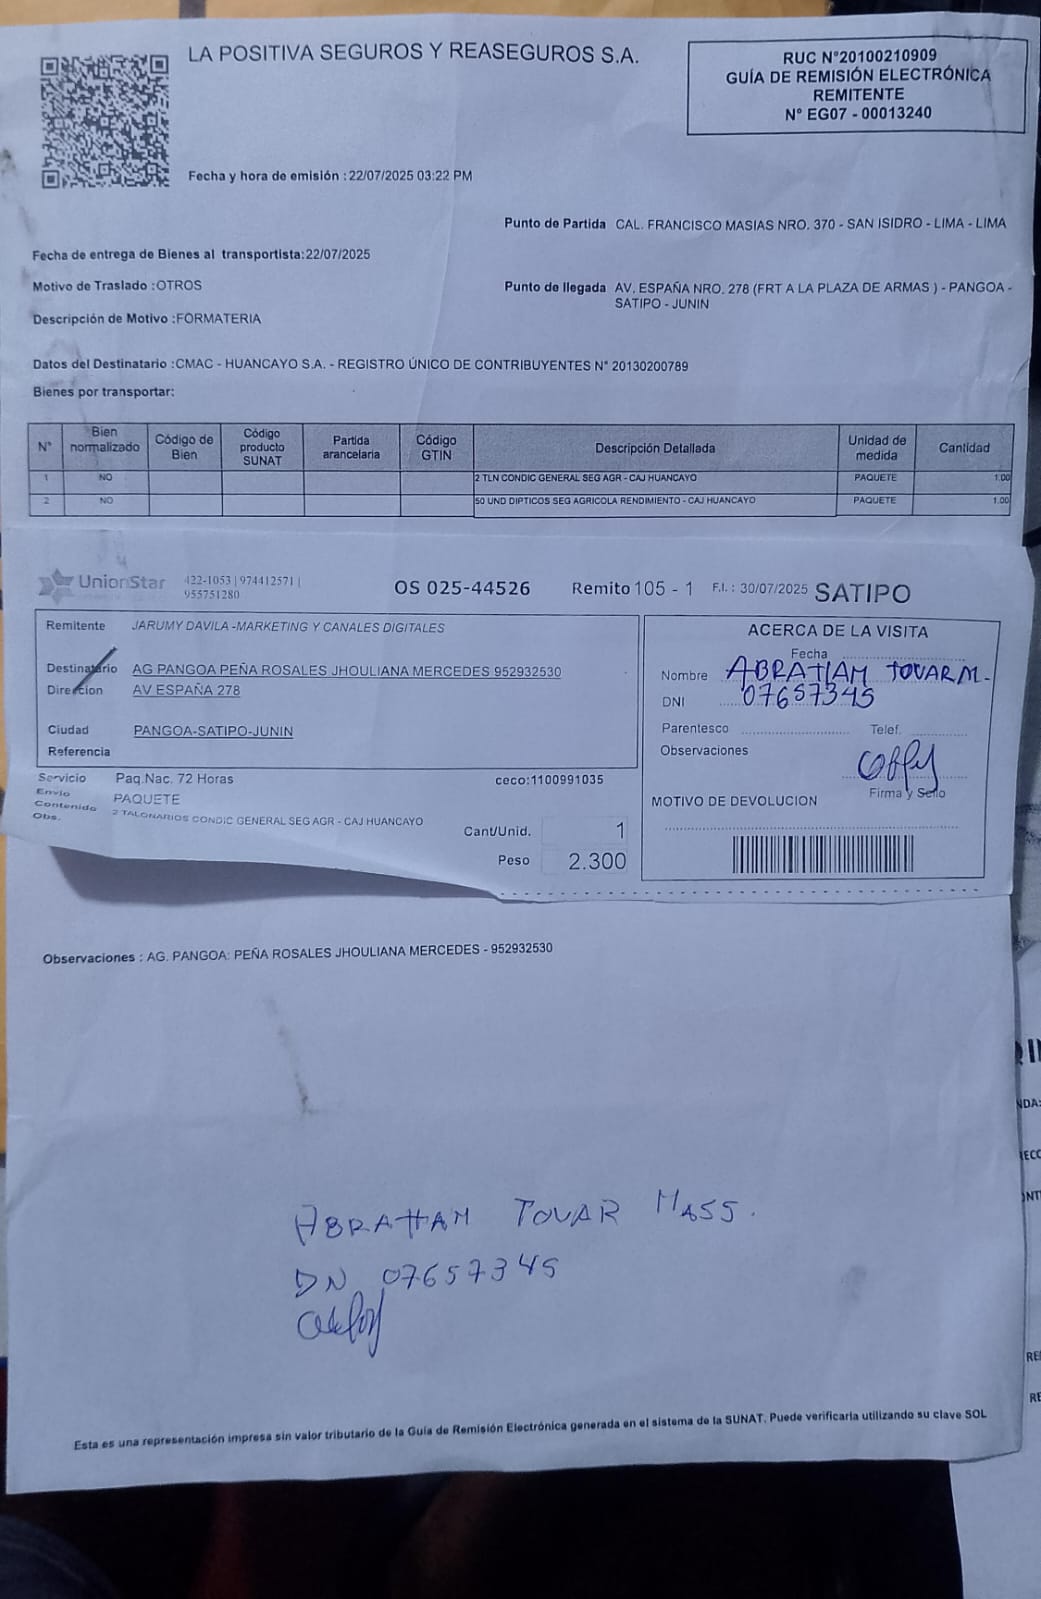 LA POSITIVA SEGUROS Y REASEGUROS S.A.
RUC N°20100210909
GUÍA DE REMISIÓN ELECTRÓNICA
REMITENTE
N° EG07 - 00013240
Fecha y hora de emisión : 22/07/2025 03:22 PM
Punto de Partida CAL. FRANCISCO MASIAS NRO. 370 - SAN ISIDRO - LIMA - LIMA
Fecha de entrega de Bienes al transportista:22/07/2025
Motivo de Traslado :OTROS
Punto de llegada AV. ESPAÑA NRO. 278 (FRT A LA PLAZA DE ARMAS ) - PANGOA -
SATIPO - JUNIN
Descripción de Motivo :FORMATERIA
Datos del Destinatario :CMAC - HUANCAYO S.A. - REGISTRO ÚNICO DE CONTRIBUYENTES N° 20130200789
Bienes por transportar:
N° Bien normalizado Código de Bien Código producto SUNAT Partida arancelaria Código GTIN Descripción Detallada Unidad de medida Cantidad
1 NO 2 TLN CONDIC GENERAL SEG AGR - CAJ HUANCAYO PAQUETE 1.00
2 NO 50 UND DIPTICOS SEG AGRICOLA RENDIMIENTO - CAJ HUANCAYO PAQUETE 1.00
UnionStar 422-1053 | 974412571 |
955751280
OS 025-44526 Remito 105 - 1 F.I. : 30/07/2025 SATIPO
Remitente JARUMY DAVILA -MARKETING Y CANALES DIGITALES
Destinatario AG PANGOA PEÑA ROSALES JHOULIANA MERCEDES 952932530
Direccion AV ESPAÑA 278
Ciudad PANGOA-SATIPO-JUNIN
Referencia
Servicio Paq.Nac. 72 Horas ceco:1100991035
Envio PAQUETE
Contenido 2 TALONARIOS CONDIC GENERAL SEG AGR - CAJ HUANCAYO
Obs.
Cant/Unid. 1
Peso 2.300
ACERCA DE LA VISITA
Fecha
Nombre ABRAHAM TOVAR M.
DNI 07657345
Parentesco Telef.
Observaciones
Firma y Sello
MOTIVO DE DEVOLUCION
Observaciones : AG. PANGOA: PEÑA ROSALES JHOULIANA MERCEDES - 952932530
ABRAHAM TOVAR MASS.
DN 07657345
Esta es una representación impresa sin valor tributario de la Guía de Remisión Electrónica generada en el sistema de la SUNAT. Puede verificarla utilizando su clave SOL